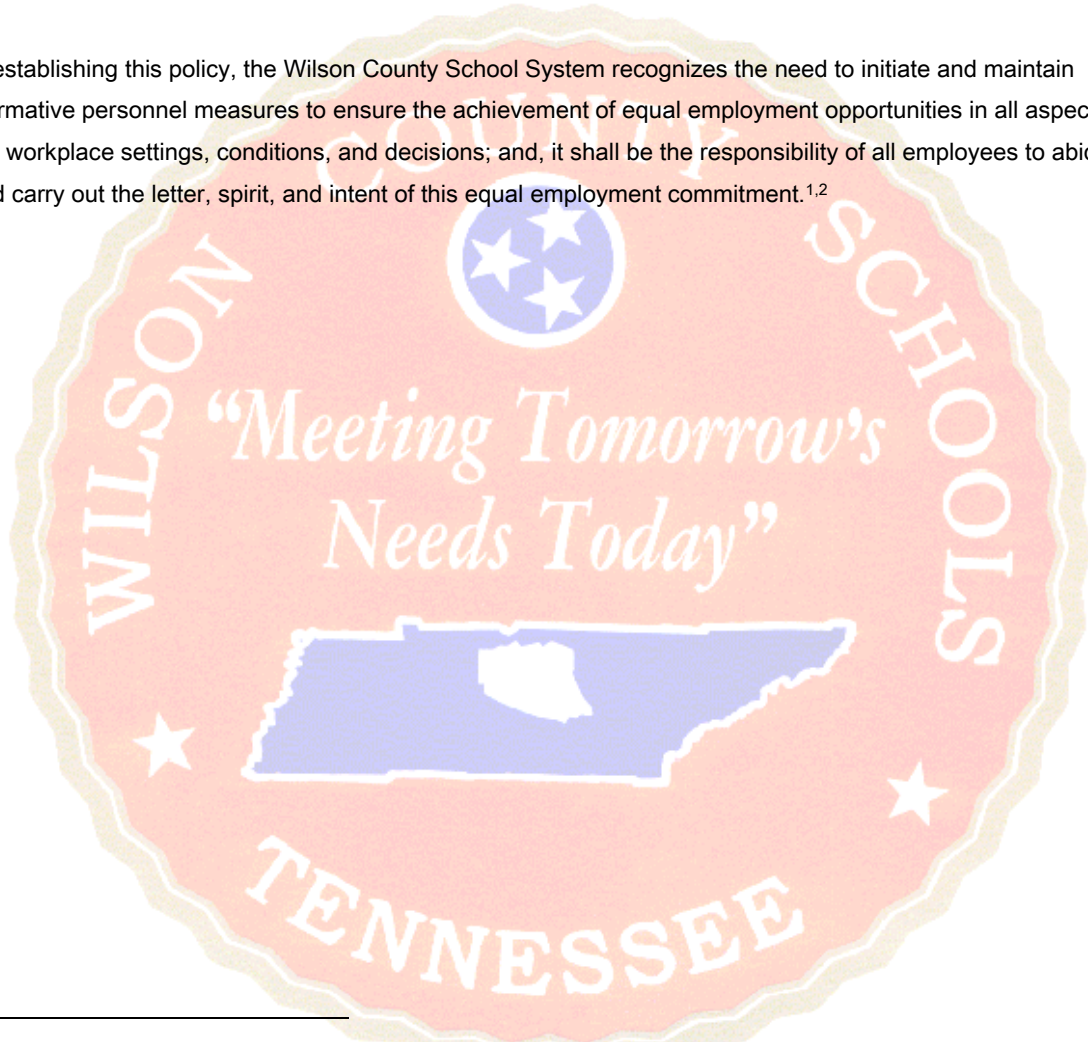 establishing this policy, the Wilson County School System recognizes the need to initiate and maintain
rmative personnel measures to ensure the achievement of equal employment opportunities in all aspec
workplace settings, conditions, and decisions; and, it shall be the responsibility of all employees to abi
d carry out the letter, spirit, and intent of this equal employment commitment.1,2
WILSON COUNTY SCHOOLS
“Meeting Tomorrow's
Needs Today”
TENNESSEE